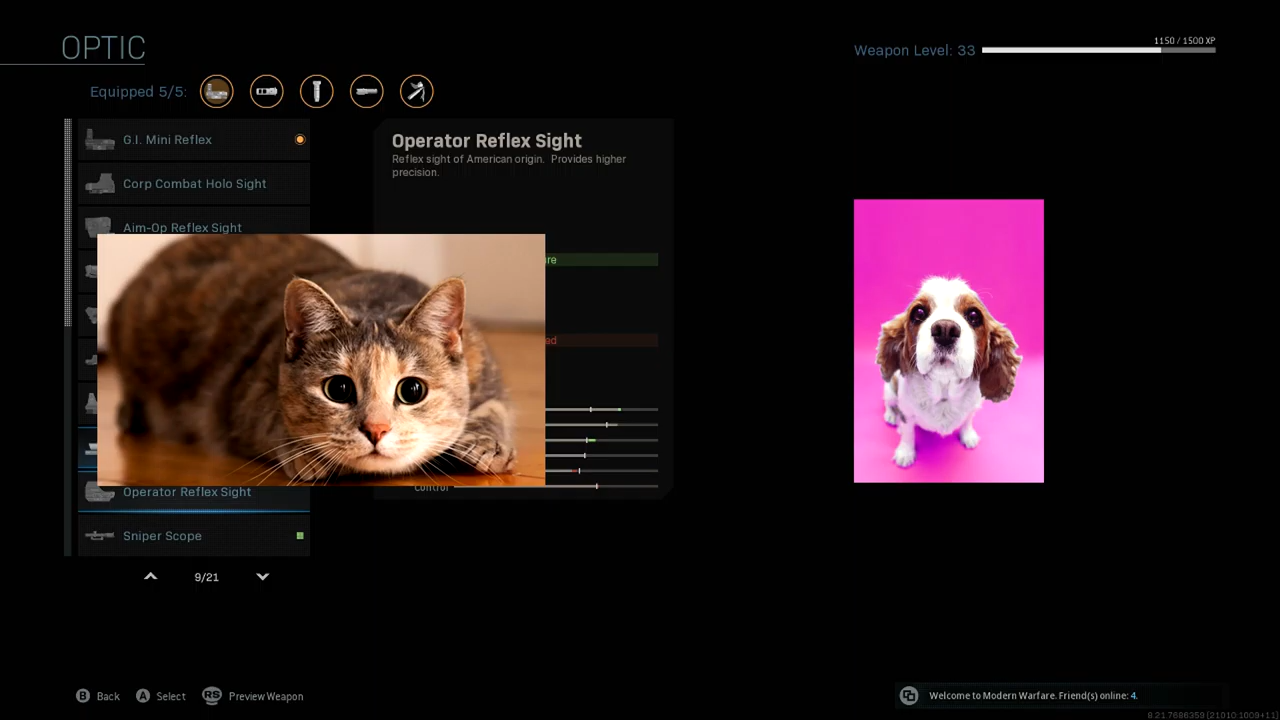 OPTIC
Weapon Level: 33
1150 / 1500 XP
Equipped 5/5:
G.I. Mini Reflex
Corp Combat Holo Sight
Aim-Op Reflex Sight
Operator Reflex Sight
Sniper Scope
9/21
Operator Reflex Sight
Reflex sight of American origin. Provides higher
precision.
Control
B Back A Select RS Preview Weapon
Welcome to Modern Warfare. Friend(s) online: 4.